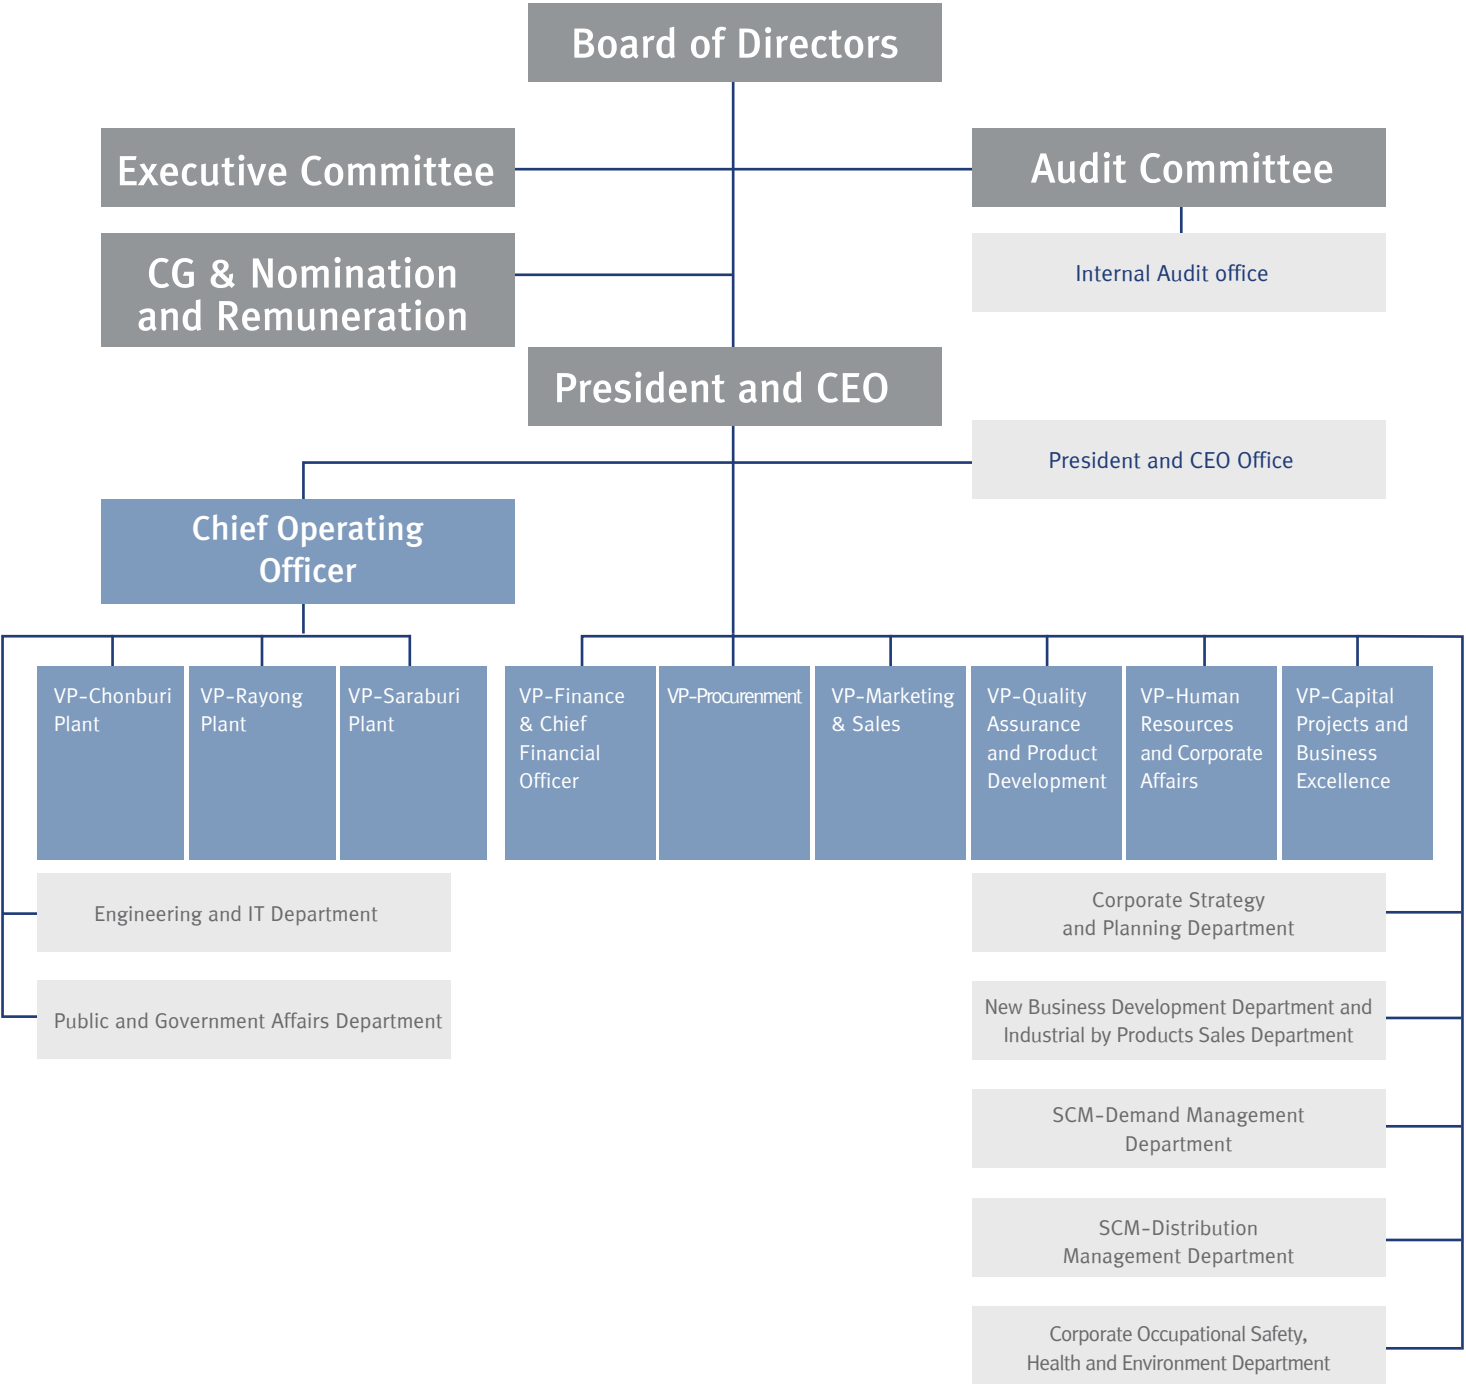 Board of Directors
Executive Committee
Audit Committee
CG & Nomination
and Remuneration
Internal Audit office
President and CEO
President and CEO Office
Chief Operating
Officer
VP-Chonburi
Plant
VP-Rayong
Plant
VP-Saraburi
Plant
VP-Finance
& Chief
Financial
Officer
VP-Procurenment
VP-Marketing
& Sales
VP-Quality
Assurance
and Product
Development
VP-Human
Resources
and Corporate
Affairs
VP-Capital
Projects and
Business
Excellence
Engineering and IT Department
Public and Government Affairs Department
Corporate Strategy
and Planning Department
New Business Development Department and
Industrial by Products Sales Department
SCM-Demand Management
Department
SCM-Distribution
Management Department
Corporate Occupational Safety,
Health and Environment Department